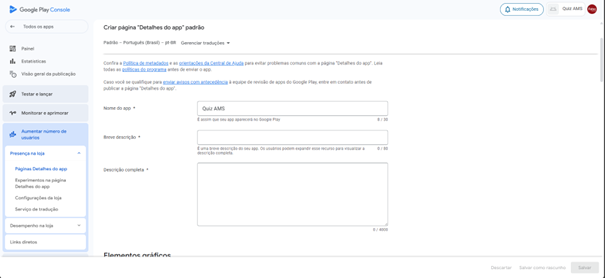 Google Play Console
Notificações
Quiz AMS
Todos os apps
Painel
Estatísticas
Visão geral da publicação
Testar e lançar
Monitorar e aprimorar
Aumentar número de
usuários
Presença na loja
Páginas Detalhes do app
Experimentos na página
Detalhes do app
Configurações da loja
Serviço de tradução
Desempenho na loja
Links diretos
Criar página "Detalhes do app" padrão
Padrão – Português (Brasil) – pt-BR Gerenciar traduções
Confira a Política de metadados e as orientações da Central de Ajuda para evitar problemas comuns com a página "Detalhes do app". Leia
todas as políticas do programa antes de enviar o app.
Caso você se qualifique para enviar avisos com antecedência à equipe de revisão de apps do Google Play, entre em contato antes de
publicar a página "Detalhes do app".
Nome do app *
Quiz AMS
É assim que seu app aparecerá no Google Play
8 / 30
Breve descrição *
É uma breve descrição do seu app. Os usuários podem expandir esse recurso para visualizar a
descrição completa.
0 / 80
Descrição completa *
0 / 4000
Elementos gráficos
Descartar
Salvar como rascunho
Salvar